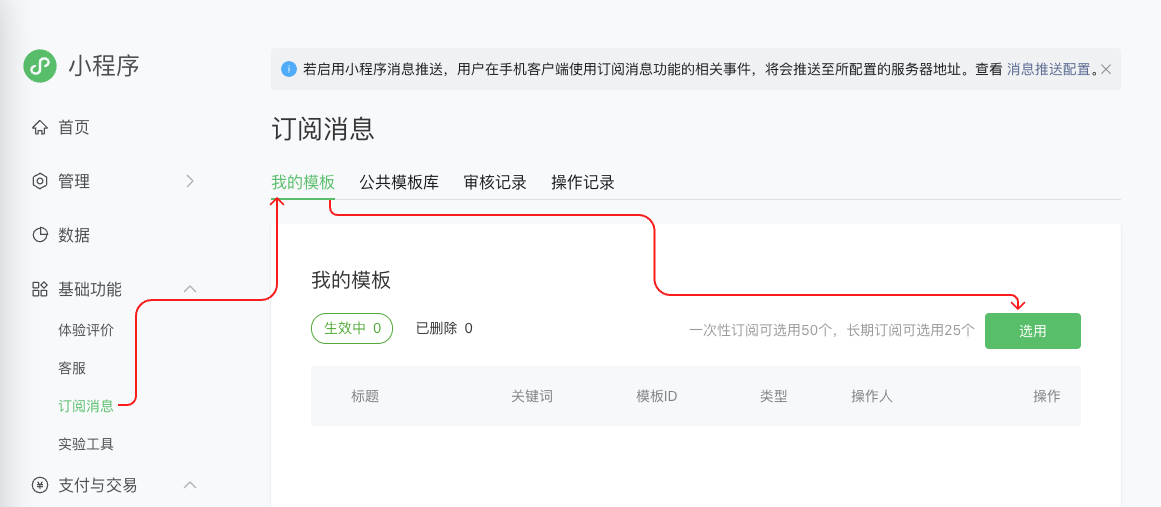 小程序
首页
管理
数据
基础功能
体验评价
客服
订阅消息
实验工具
支付与交易
若启用小程序消息推送，用户在手机客户端使用订阅消息功能的相关事件，将会推送至所配置的服务器地址。查看 消息推送配置。
订阅消息
我的模板 公共模板库 审核记录 操作记录
我的模板
生效中 0 已删除 0 一次性订阅可选用50个，长期订阅可选用25个 选用
标题 关键词 模板ID 类型 操作人 操作